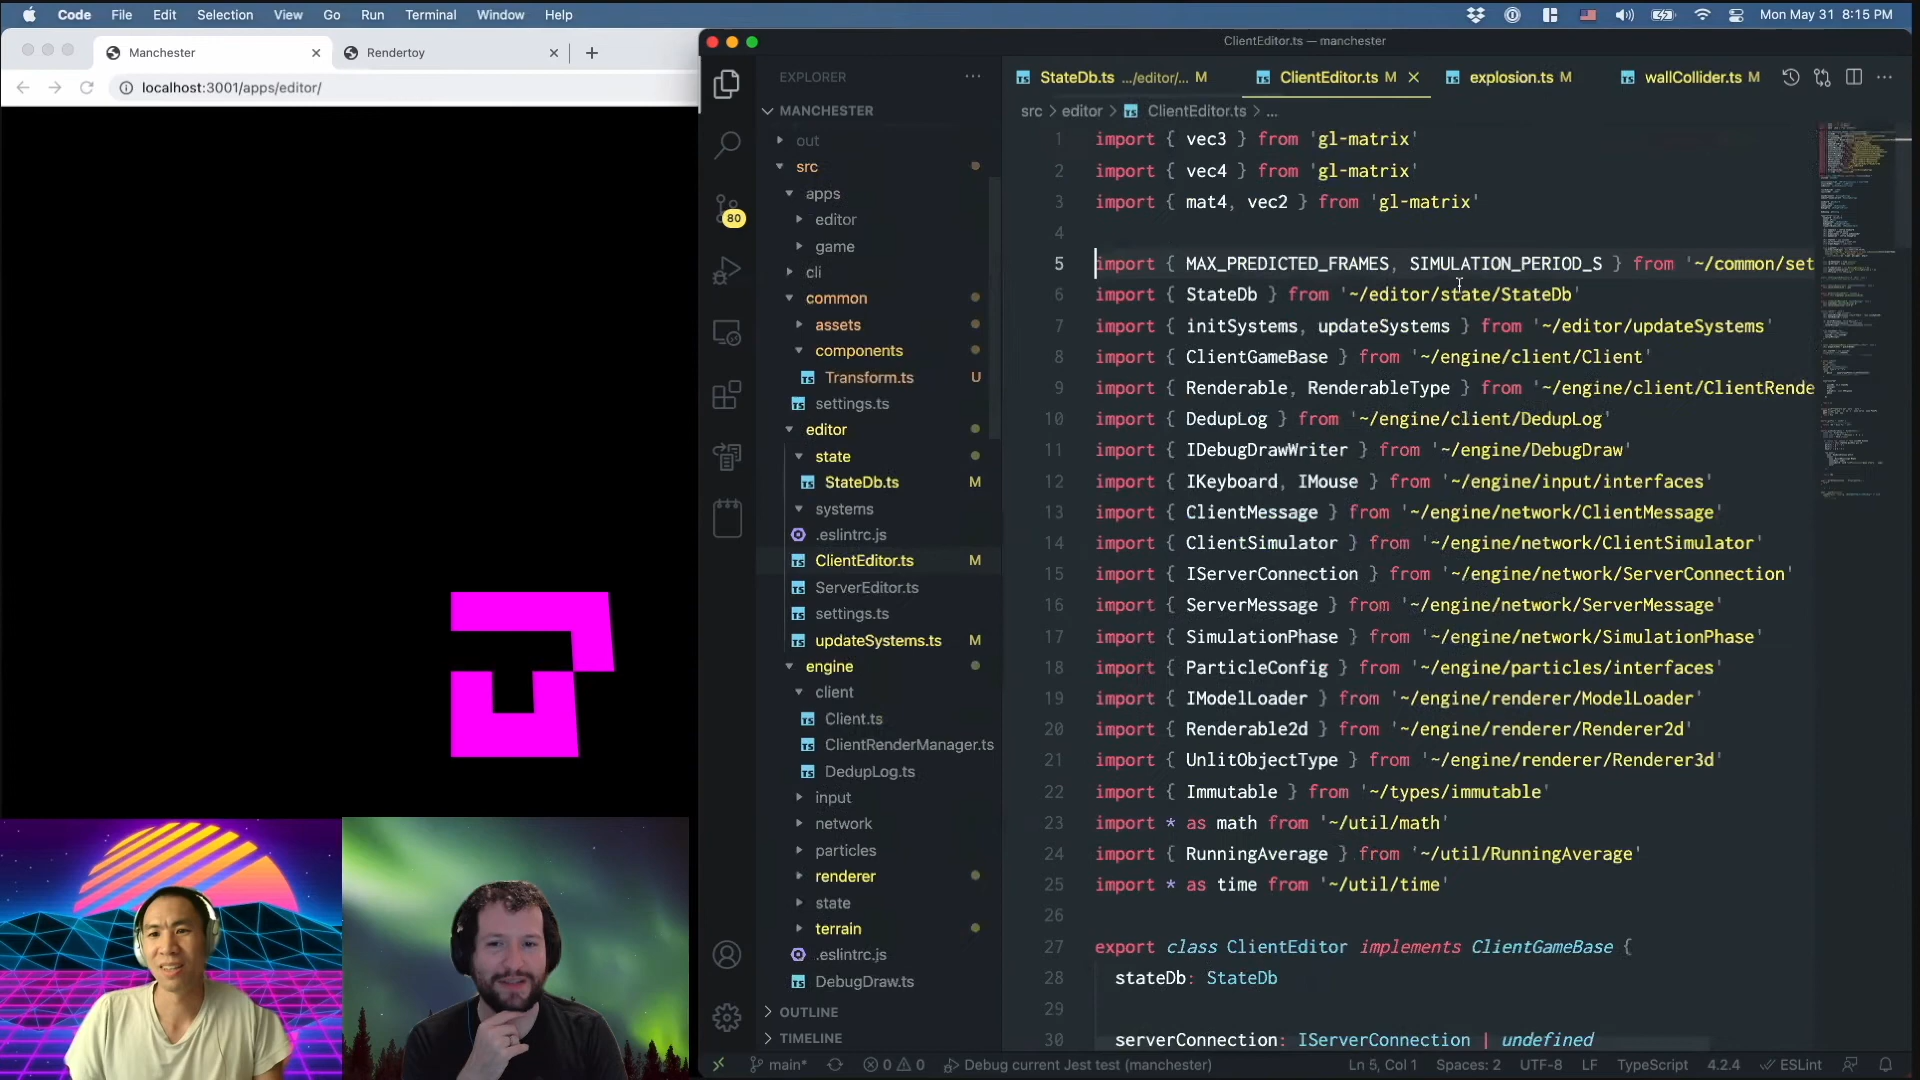 Code File Edit Selection View Go Run Terminal Window Help
Mon May 31 8:15 PM
Manchester
Rendertoy
localhost:3001/apps/editor/
ClientEditor.ts — manchester
EXPLORER
StateDb.ts .../editor/... M
ClientEditor.ts M
explosion.ts M
wallCollider.ts M
MANCHESTER
src > editor > TS ClientEditor.ts > ...
out
src
apps
editor
game
cli
common
assets
components
TS Transform.ts U
TS settings.ts
editor
state
TS StateDb.ts M
systems
.eslintrc.js
TS ClientEditor.ts M
TS ServerEditor.ts
TS settings.ts
TS updateSystems.ts M
engine
client
TS Client.ts
TS ClientRenderManager.ts
TS DedupLog.ts
input
network
particles
renderer
state
terrain
.eslintrc.js
TS DebugDraw.ts
OUTLINE
TIMELINE
80
1 import { vec3 } from 'gl-matrix'
2 import { vec4 } from 'gl-matrix'
3 import { mat4, vec2 } from 'gl-matrix'
4
5 import { MAX_PREDICTED_FRAMES, SIMULATION_PERIOD_S } from '~/common/set
6 import { StateDb } from '~/editor/state/StateDb'
7 import { initSystems, updateSystems } from '~/editor/updateSystems'
8 import { ClientGameBase } from '~/engine/client/Client'
9 import { Renderable, RenderableType } from '~/engine/client/ClientRende
10 import { DedupLog } from '~/engine/client/DedupLog'
11 import { IDebugDrawWriter } from '~/engine/DebugDraw'
12 import { IKeyboard, IMouse } from '~/engine/input/interfaces'
13 import { ClientMessage } from '~/engine/network/ClientMessage'
14 import { ClientSimulator } from '~/engine/network/ClientSimulator'
15 import { IServerConnection } from '~/engine/network/ServerConnection'
16 import { ServerMessage } from '~/engine/network/ServerMessage'
17 import { SimulationPhase } from '~/engine/network/SimulationPhase'
18 import { ParticleConfig } from '~/engine/particles/interfaces'
19 import { IModelLoader } from '~/engine/renderer/ModelLoader'
20 import { Renderable2d } from '~/engine/renderer/Renderer2d'
21 import { UnlitObjectType } from '~/engine/renderer/Renderer3d'
22 import { Immutable } from '~/types/immutable'
23 import * as math from '~/util/math'
24 import { RunningAverage } from '~/util/RunningAverage'
25 import * as time from '~/util/time'
26
27 export class ClientEditor implements ClientGameBase {
28 stateDb: StateDb
29
30 serverConnection: IServerConnection | undefined
main* 0 0 Debug current Jest test (manchester) Ln 5, Col 1 Spaces: 2 UTF-8 LF TypeScript 4.2.4 ESLint